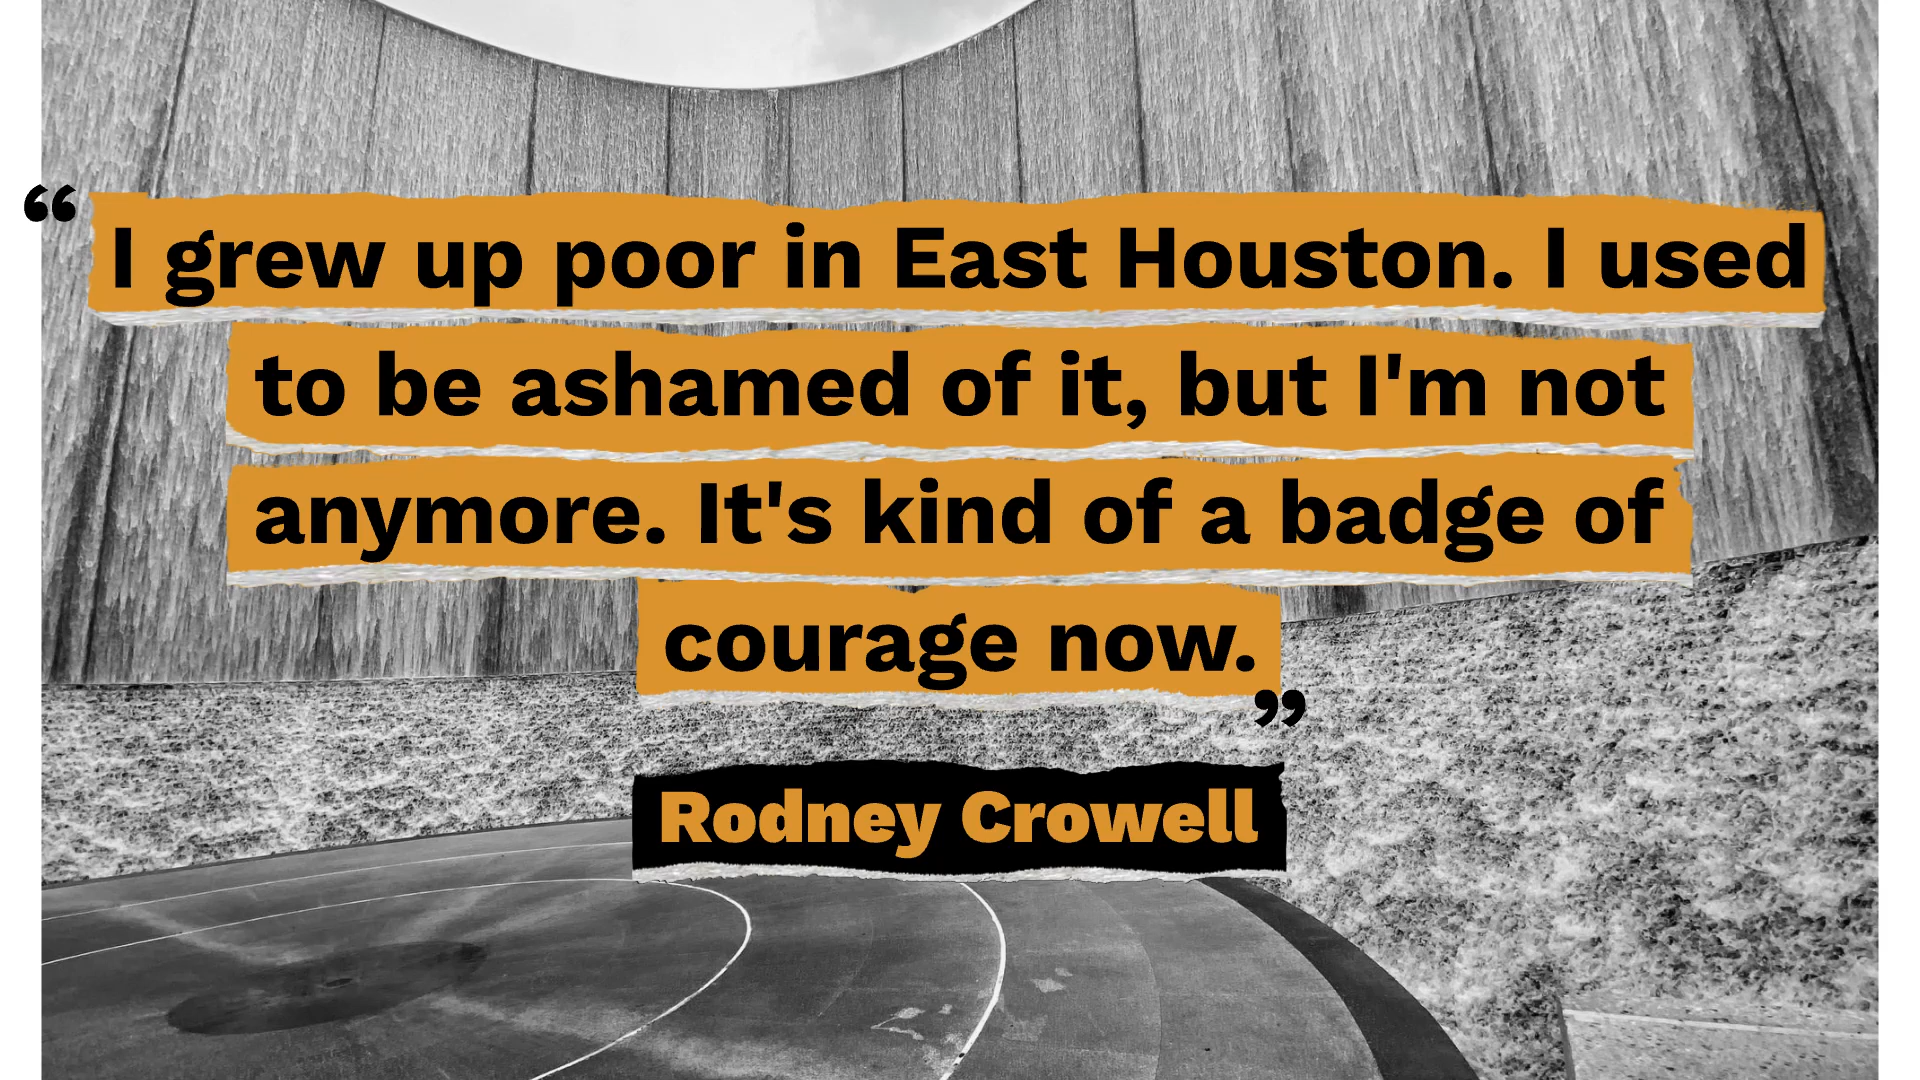 “I grew up poor in East Houston. I used
to be ashamed of it, but I'm not
anymore. It's kind of a badge of
courage now.”
Rodney Crowell